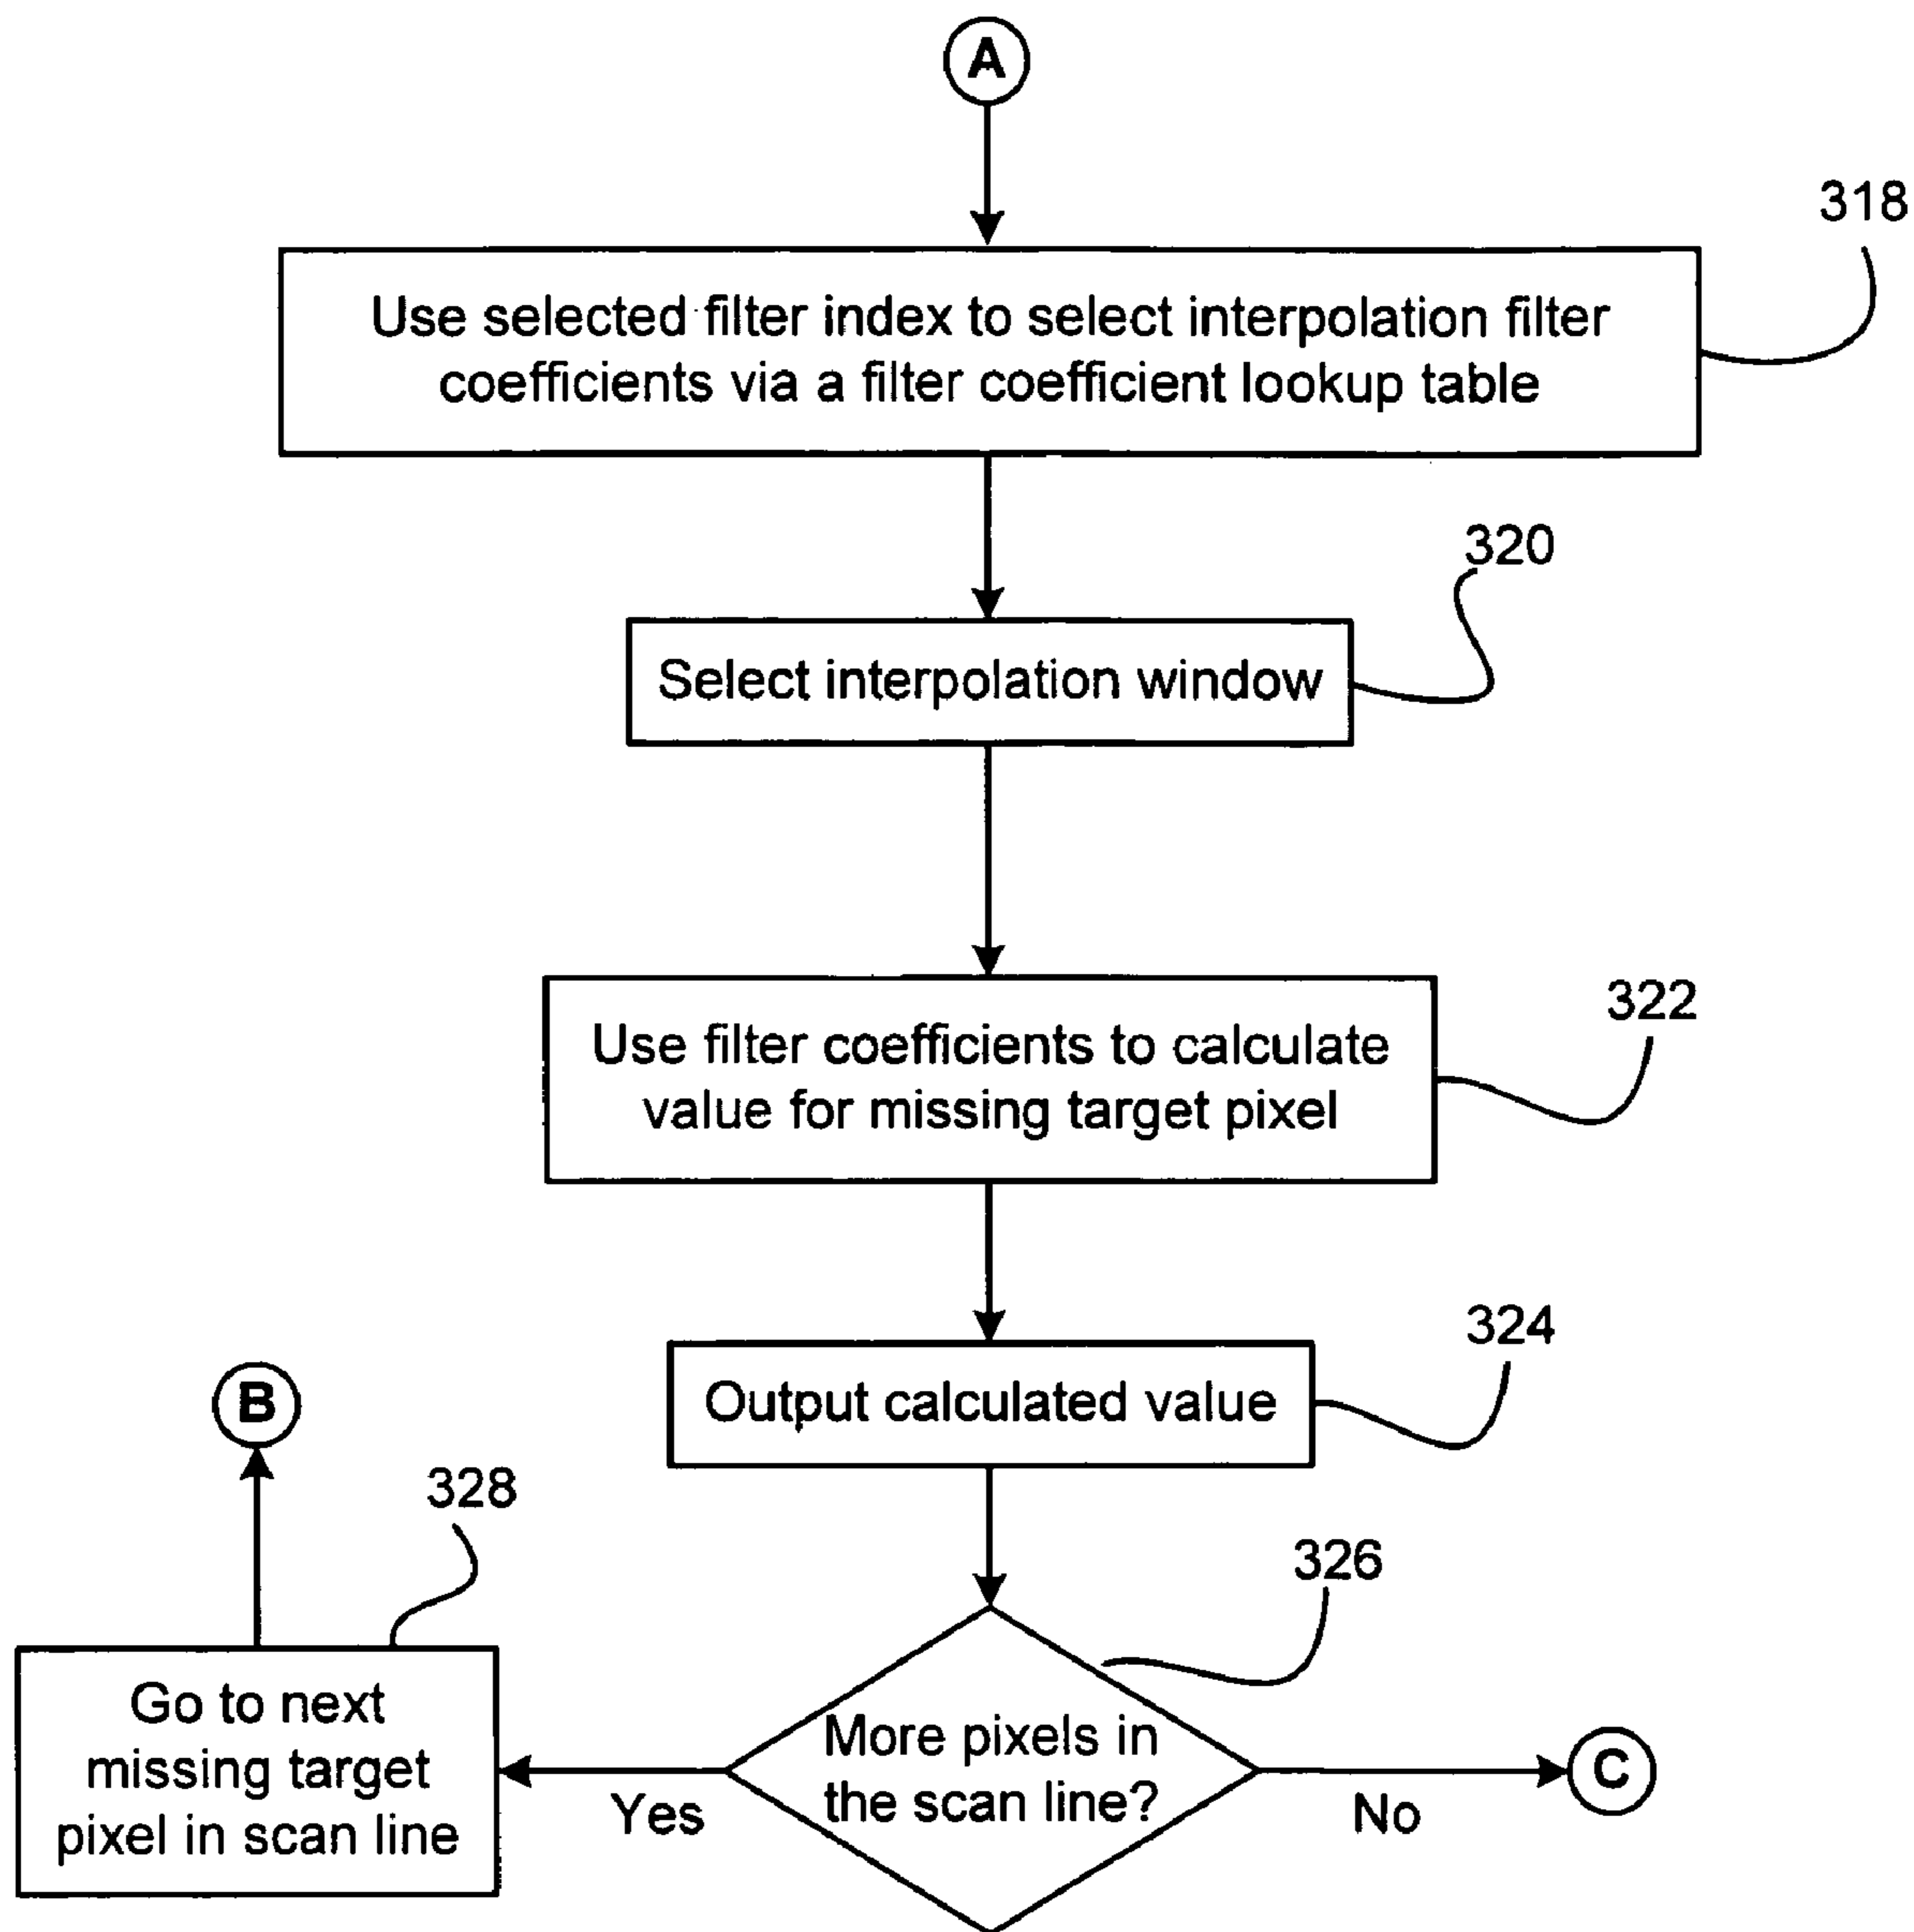 A
318
Use selected filter index to select interpolation filter
coefficients via a filter coefficient lookup table
320
Select interpolation window
322
Use filter coefficients to calculate
value for missing target pixel
324
Output calculated value
B
328
326
Go to next
missing target
pixel in scan line
Yes
More pixels in
the scan line?
No
C